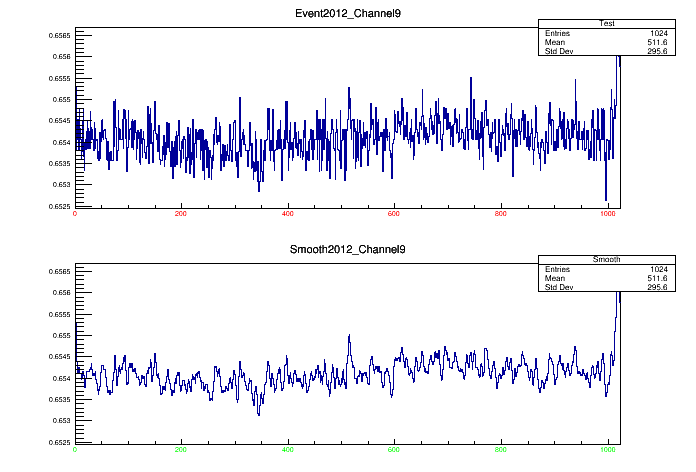 Event2012_Channel9
Test
Entries 1024
Mean 511.6
Std Dev 295.6
0.6565
0.656
0.6555
0.655
0.6545
0.654
0.6535
0.653
0.6525
0 200 400 600 800 1000
Smooth2012_Channel9
Smooth
Entries 1024
Mean 511.6
Std Dev 295.6
0.6565
0.656
0.6555
0.655
0.6545
0.654
0.6535
0.653
0.6525
0 200 400 600 800 1000